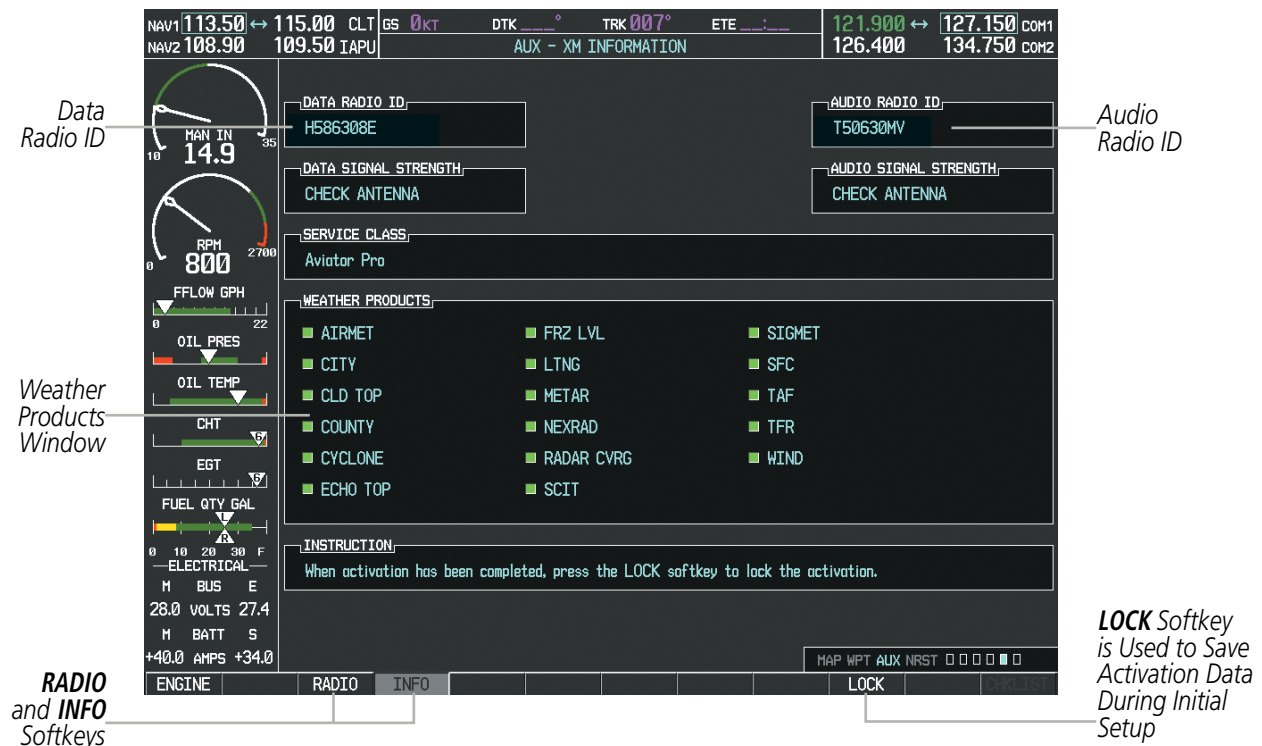 NAV1 113.50 ↔ 115.00 CLT GS 0KT DTK ___° TRK 007° ETE __:__ 121.900 ↔ 127.150 COM1
NAV2 108.90 109.50 IAPU AUX - XM INFORMATION 126.400 134.750 COM2
Data
Radio ID
MAN IN
14.9
10 35
RPM
800
0 2700
FFLOW GPH
0 22
OIL PRES
OIL TEMP
CHT
6
EGT
6
FUEL QTY GAL
L
R
0 10 20 30 F
ELECTRICAL
M BUS E
28.0 VOLTS 27.4
M BATT S
+40.0 AMPS +34.0
DATA RADIO ID
H586308E
AUDIO RADIO ID
T50630MV
Audio
Radio ID
DATA SIGNAL STRENGTH
CHECK ANTENNA
AUDIO SIGNAL STRENGTH
CHECK ANTENNA
SERVICE CLASS
Aviator Pro
Weather
Products
Window
WEATHER PRODUCTS
AIRMET FRZ LVL SIGMET
CITY LTNG SFC
CLD TOP METAR TAF
COUNTY NEXRAD TFR
CYCLONE RADAR CVRG WIND
ECHO TOP SCIT
INSTRUCTION
When activation has been completed, press the LOCK softkey to lock the activation.
MAP WPT AUX NRST
ENGINE RADIO INFO LOCK CHKLIST
RADIO
and INFO
Softkeys
LOCK Softkey
is Used to Save
Activation Data
During Initial
Setup